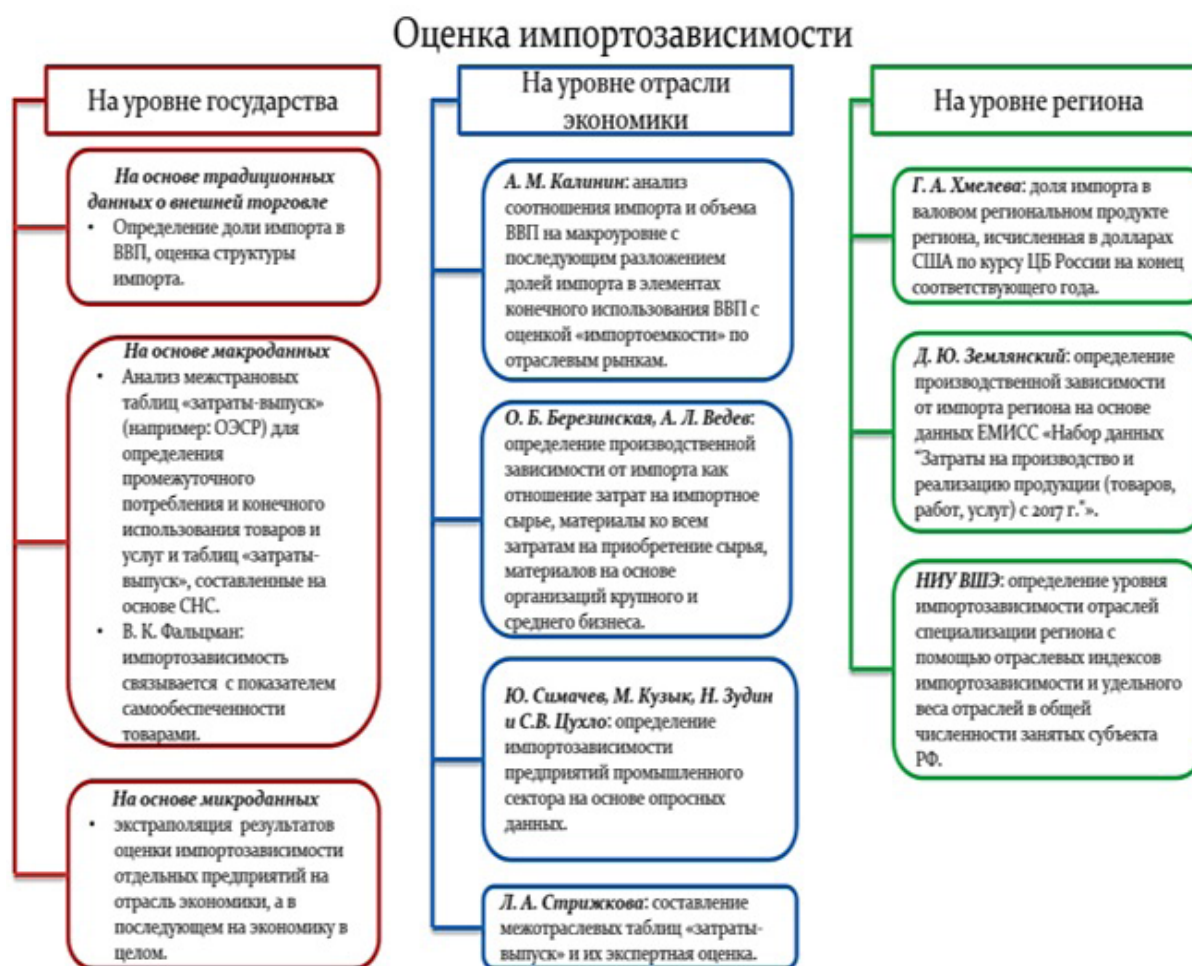 Оценка импортозависимости
На уровне государства
На основе традиционных
данных о внешней торговле
• Определение доли импорта в
ВВП, оценка структуры
импорта.
На основе макроданных
• Анализ межстрановых
таблиц «затраты-выпуск»
(например: ОЭСР) для
определения
промежуточного
потребления и конечного
использования товаров и
услуг и таблиц «затраты-
выпуск», составленные на
основе СНС.
• В. К. Фальцман:
импортозависимость
связывается с показателем
самообеспеченности
товарами.
На основе микроданных
• экстраполяция результатов
оценки импортозависимости
отдельных предприятий на
отрасль экономики, а в
последующем на экономику в
целом.
На уровне отрасли
экономики
А. М. Калинин: анализ
соотношения импорта и объема
ВВП на макроуровне с
последующим разложением
долей импорта в элементах
конечного использования ВВП с
оценкой «импортоемкости» по
отраслевым рынкам.
О. Б. Березинская, А. Л. Ведев:
определение производственной
зависимости от импорта как
отношение затрат на импортное
сырье, материалы ко всем
затратам на приобретение сырья,
материалов на основе
организаций крупного и
среднего бизнеса.
Ю. Симачев, М. Кузык, Н. Зудин
и С.В. Цухло: определение
импортозависимости
предприятий промышленного
сектора на основе опросных
данных.
Л. А. Стрижкова: составление
межотраслевых таблиц «затраты-
выпуск» и их экспертная оценка.
На уровне региона
Г. А. Хмелева: доля импорта в
валовом региональном продукте
региона, исчисленная в долларах
США по курсу ЦБ России на конец
соответствующего года.
Д. Ю. Землянский: определение
производственной зависимости
от импорта региона на основе
данных ЕМИСС «Набор данных
"Затраты на производство и
реализацию продукции (товаров,
работ, услуг) с 2017 г."».
НИУ ВШЭ: определение уровня
импортозависимости отраслей
специализации региона с
помощью отраслевых индексов
импортозависимости и удельного
веса отраслей в общей
численности занятых субъекта
РФ.